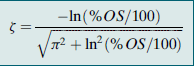 ζ = −ln(%OS/100) / √(π² + ln²(%OS/100))